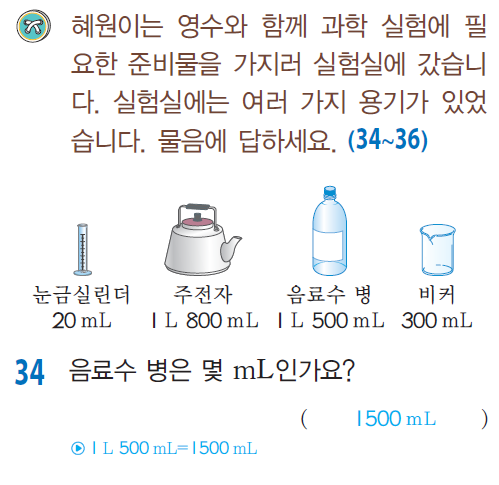 혜원이는 영수와 함께 과학 실험에 필
요한 준비물을 가지러 실험실에 갔습니
다. 실험실에는 여러 가지 용기가 있었
습니다. 물음에 답하세요. (34~36)
눈금실린더 주전자 음료수 병 비커
20 mL 1 L 800 mL 1 L 500 mL 300 mL
34 음료수 병은 몇 mL인가요?
( 1500 mL )
1 L 500 mL=1500 mL